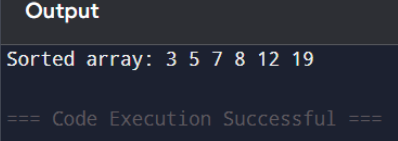 Output
Sorted array: 3 5 7 8 12 19
=== Code Execution Successful ===